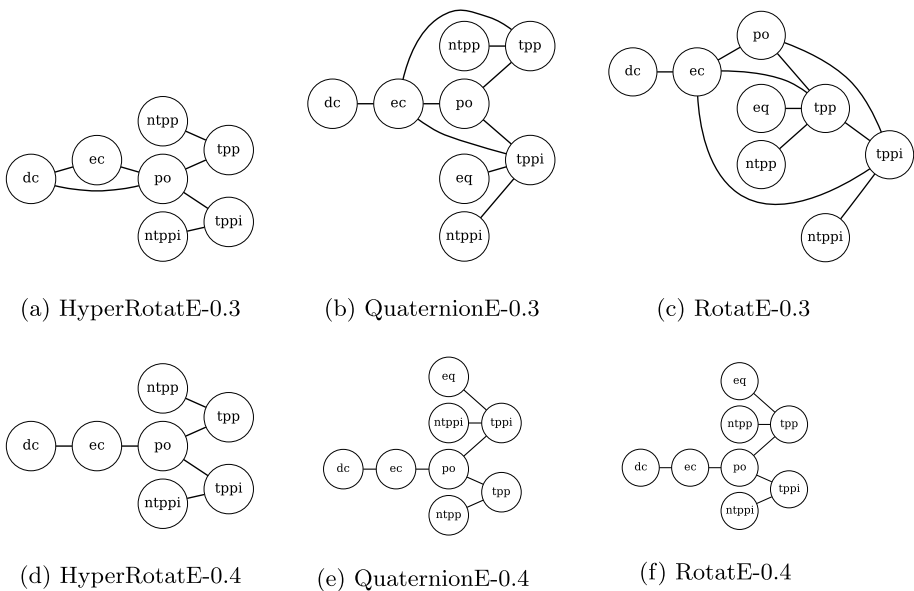 dc
ec
po
ntpp
tpp
ntppi
tppi
(a) HyperRotatE-0.3
dc
ec
po
ntpp
tpp
eq
tppi
ntppi
(b) QuaternionE-0.3
dc
ec
po
eq
tpp
ntpp
tppi
ntppi
(c) RotatE-0.3
dc
ec
po
ntpp
tpp
ntppi
tppi
(d) HyperRotatE-0.4
eq
ntppi
tppi
dc
ec
po
tpp
ntpp
(e) QuaternionE-0.4
eq
ntpp
tpp
dc
ec
po
tppi
ntppi
(f) RotatE-0.4